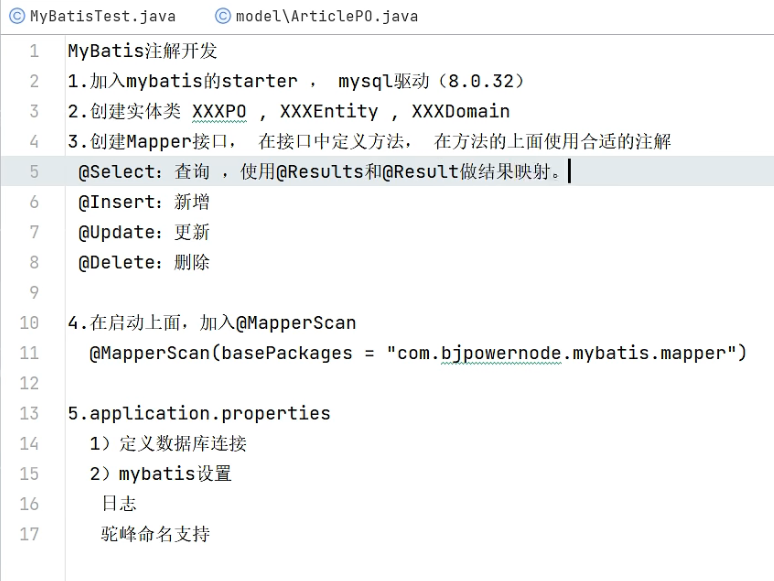 MyBatisTest.java model\ArticlePO.java
1 MyBatis注解开发
2 1.加入mybatis的starter ， mysql驱动（8.0.32）
3 2.创建实体类 XXXPO , XXXEntity , XXXDomain
4 3.创建Mapper接口， 在接口中定义方法， 在方法的上面使用合适的注解
5 @Select：查询 ，使用@Results和@Result做结果映射。
6 @Insert：新增
7 @Update：更新
8 @Delete：删除
9
10 4.在启动上面，加入@MapperScan
11 @MapperScan(basePackages = "com.bjpowernode.mybatis.mapper")
12
13 5.application.properties
14 1）定义数据库连接
15 2）mybatis设置
16 日志
17 驼峰命名支持